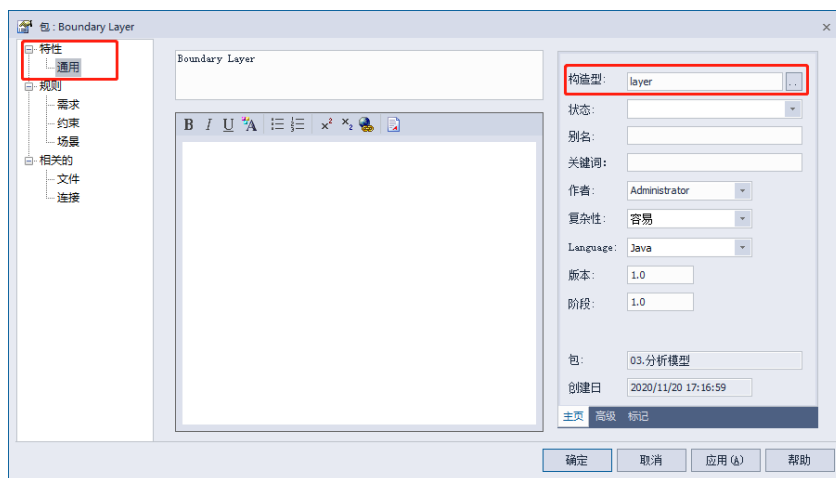 包 : Boundary Layer
特性
通用
规则
需求
约束
场景
相关的
文件
连接
Boundary Layer
B I U A x² ×₂
构造型: layer ..
状态:
别名:
关键词:
作者: Administrator
复杂性: 容易
Language: Java
版本: 1.0
阶段: 1.0
包: 03.分析模型
创建日 2020/11/20 17:16:59
主页 高级 标记
确定 取消 应用(A) 帮助